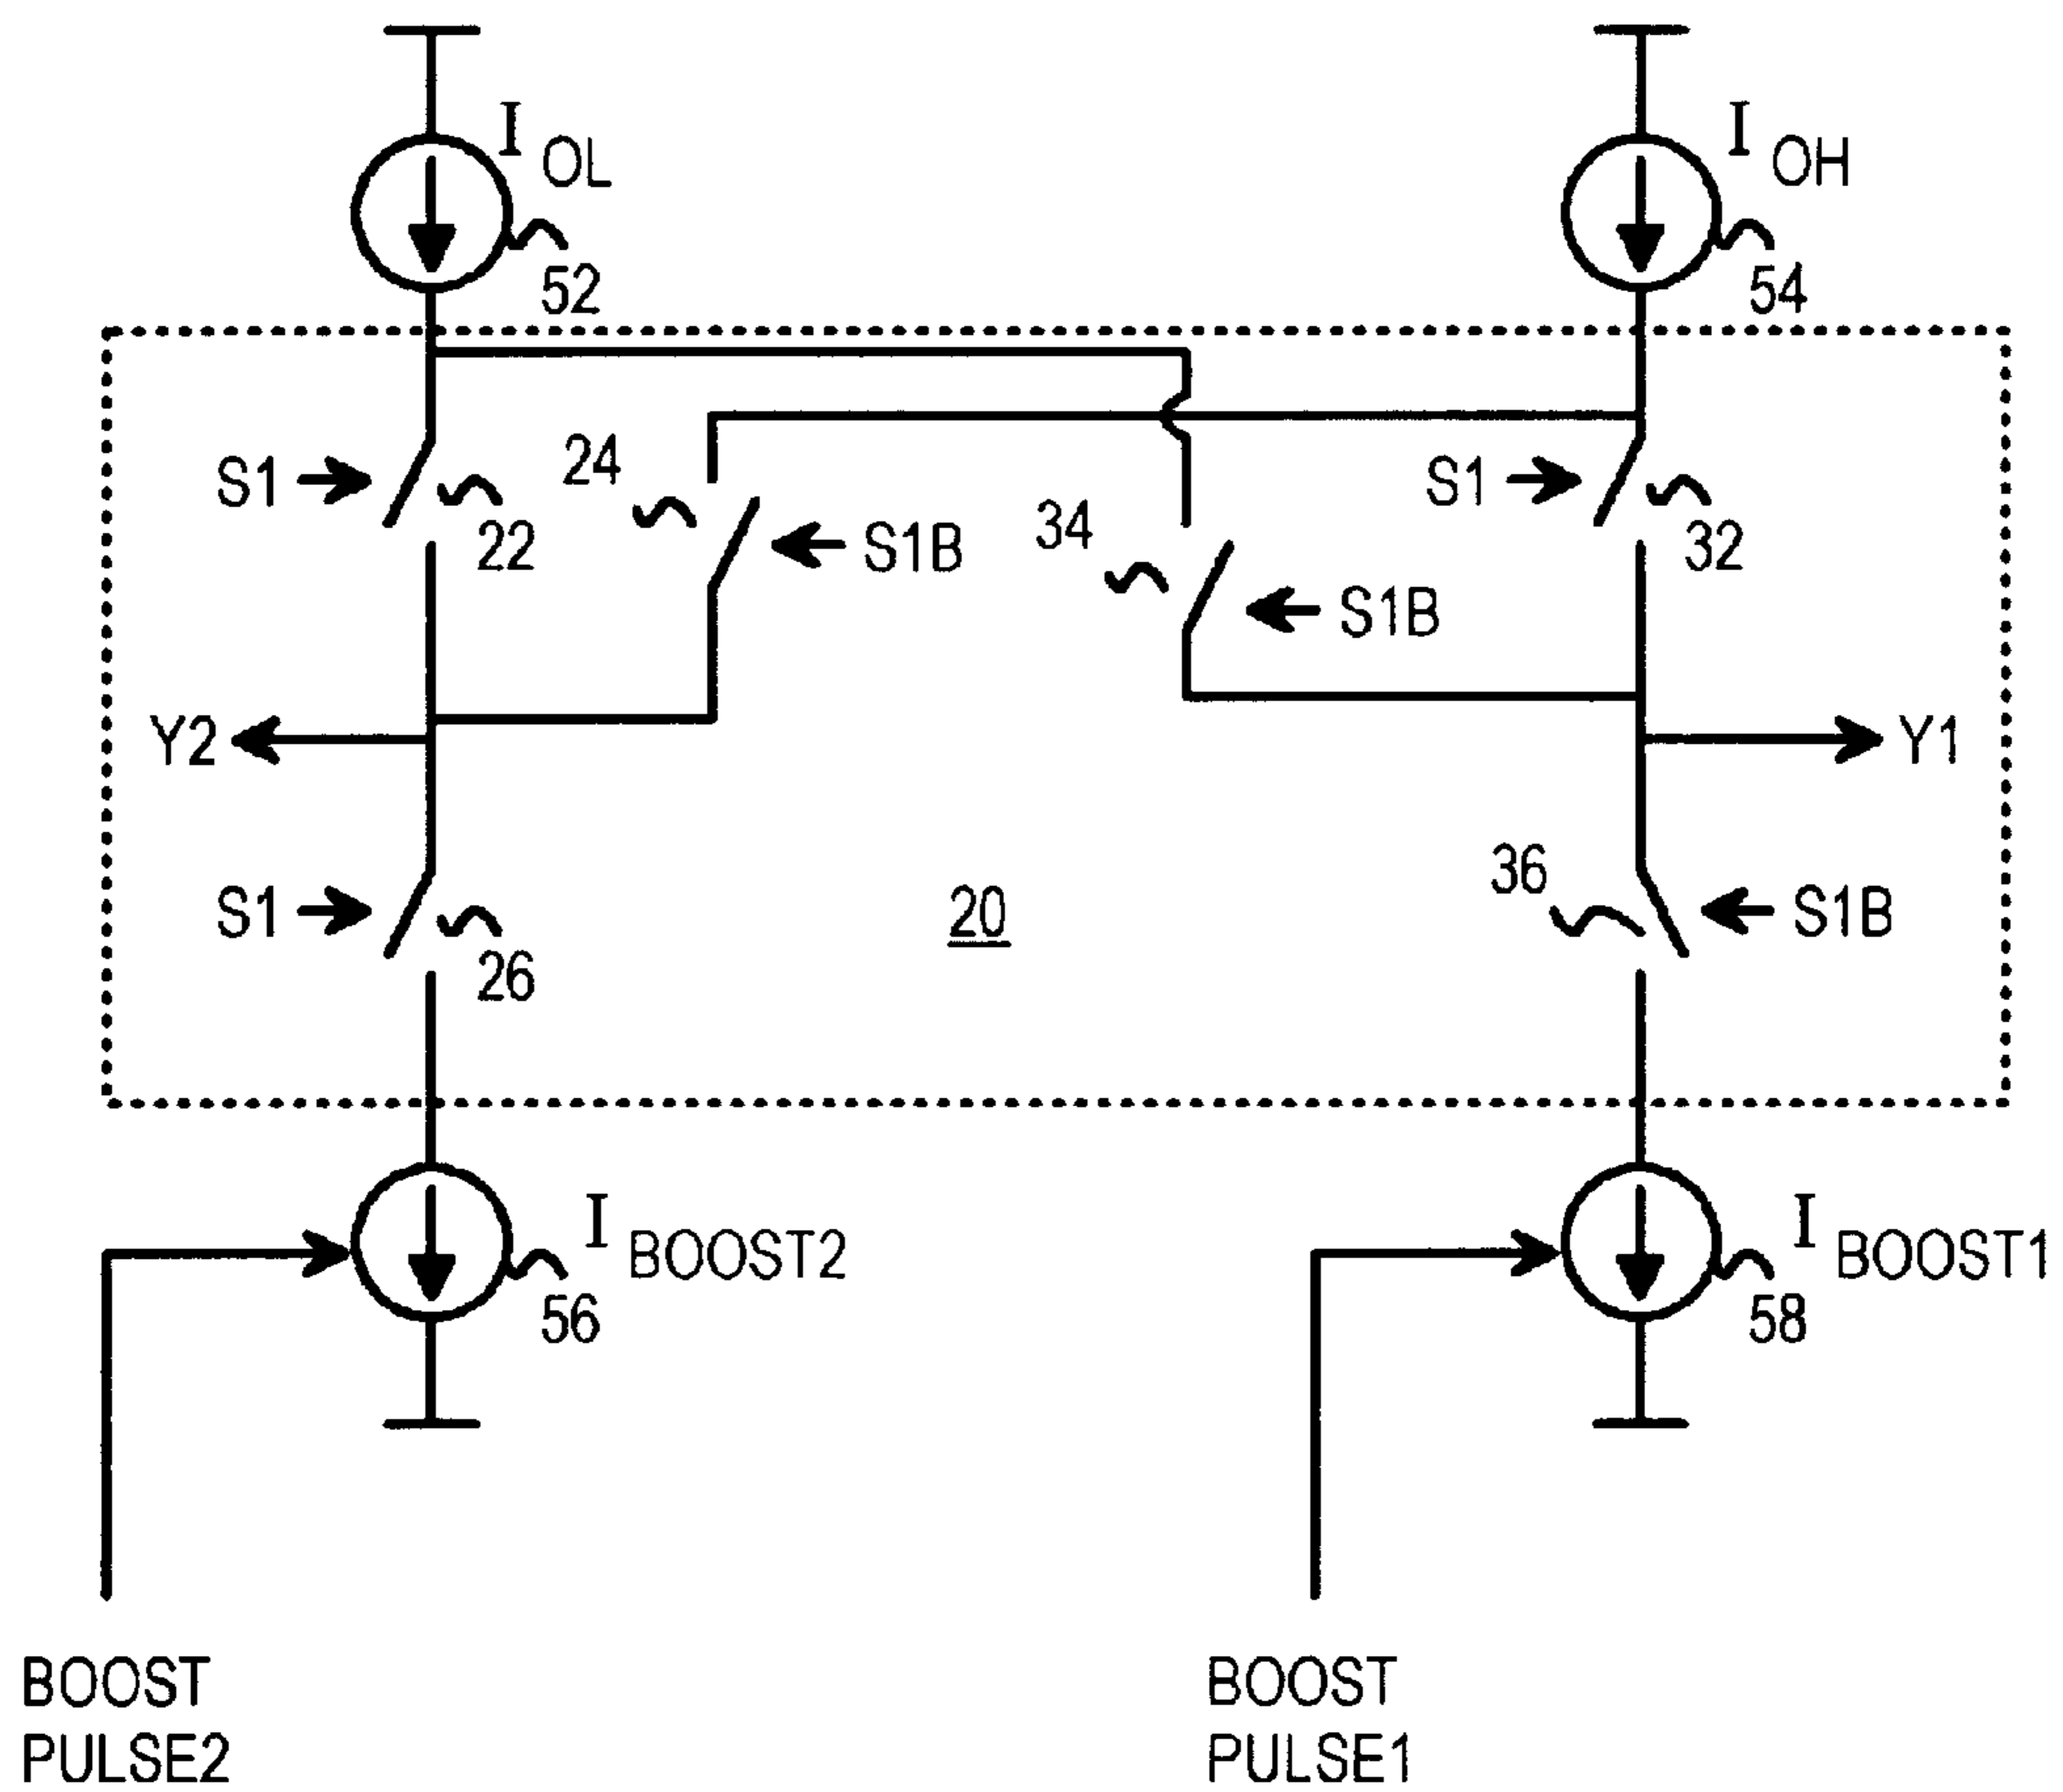 I OL
I OH
52
54
S1
22
24
S1B
34
S1B
S1
32
Y2
Y1
S1
26
20
36
S1B
I BOOST2
56
I BOOST1
58
BOOST
PULSE2
BOOST
PULSE1